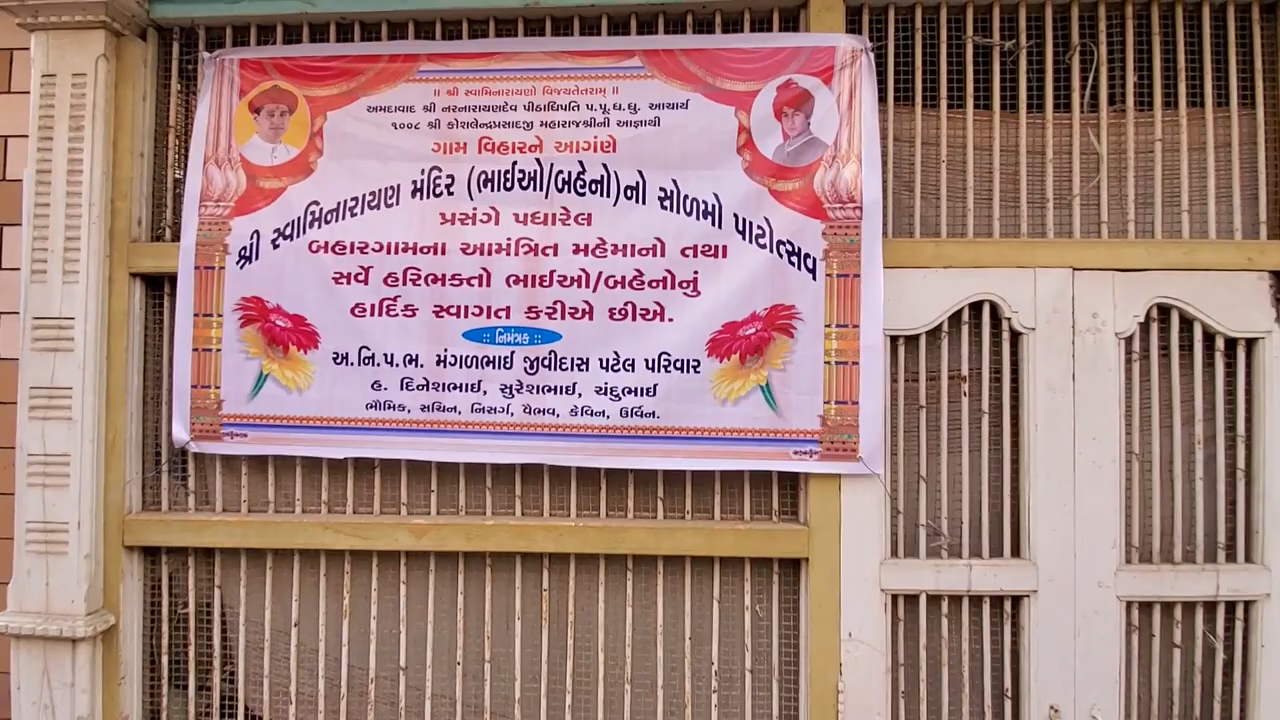 ॥ શ્રી સ્વામિનારાયણો વિજયતેતરામ્ ॥
અમદાવાદ શ્રી નરનારાયણદેવ પીઠાધિપતિ પ.પૂ.ધ.ધુ. આચાર્ય
૧૦૦૮ શ્રી કોશલેન્દ્રપ્રસાદજી મહારાજશ્રીની આજ્ઞાથી
ગામ વિહારને આગંણે
શ્રી સ્વામિનારાયણ મંદિર (ભાઈઓ/બહેનો)નો સોળમો પાટોત્સવ
પ્રસંગે પધારેલ
બહારગામના આમંત્રિત મહેમાનો તથા
સર્વે હરિભક્તો ભાઈઓ/બહેનોનું
હાર્દિક સ્વાગત કરીએ છીએ.
:: નિમંત્રક ::
અ.નિ.પ.ભ. મંગળભાઈ જીવીદાસ પટેલ પરિવાર
હ. દિનેશભાઈ, સુરેશભાઈ, ચંદુભાઈ
ભૌમિક, સચિન, નિસર્ગ, વૈભવ, કેવિન, ઉર્વિન.